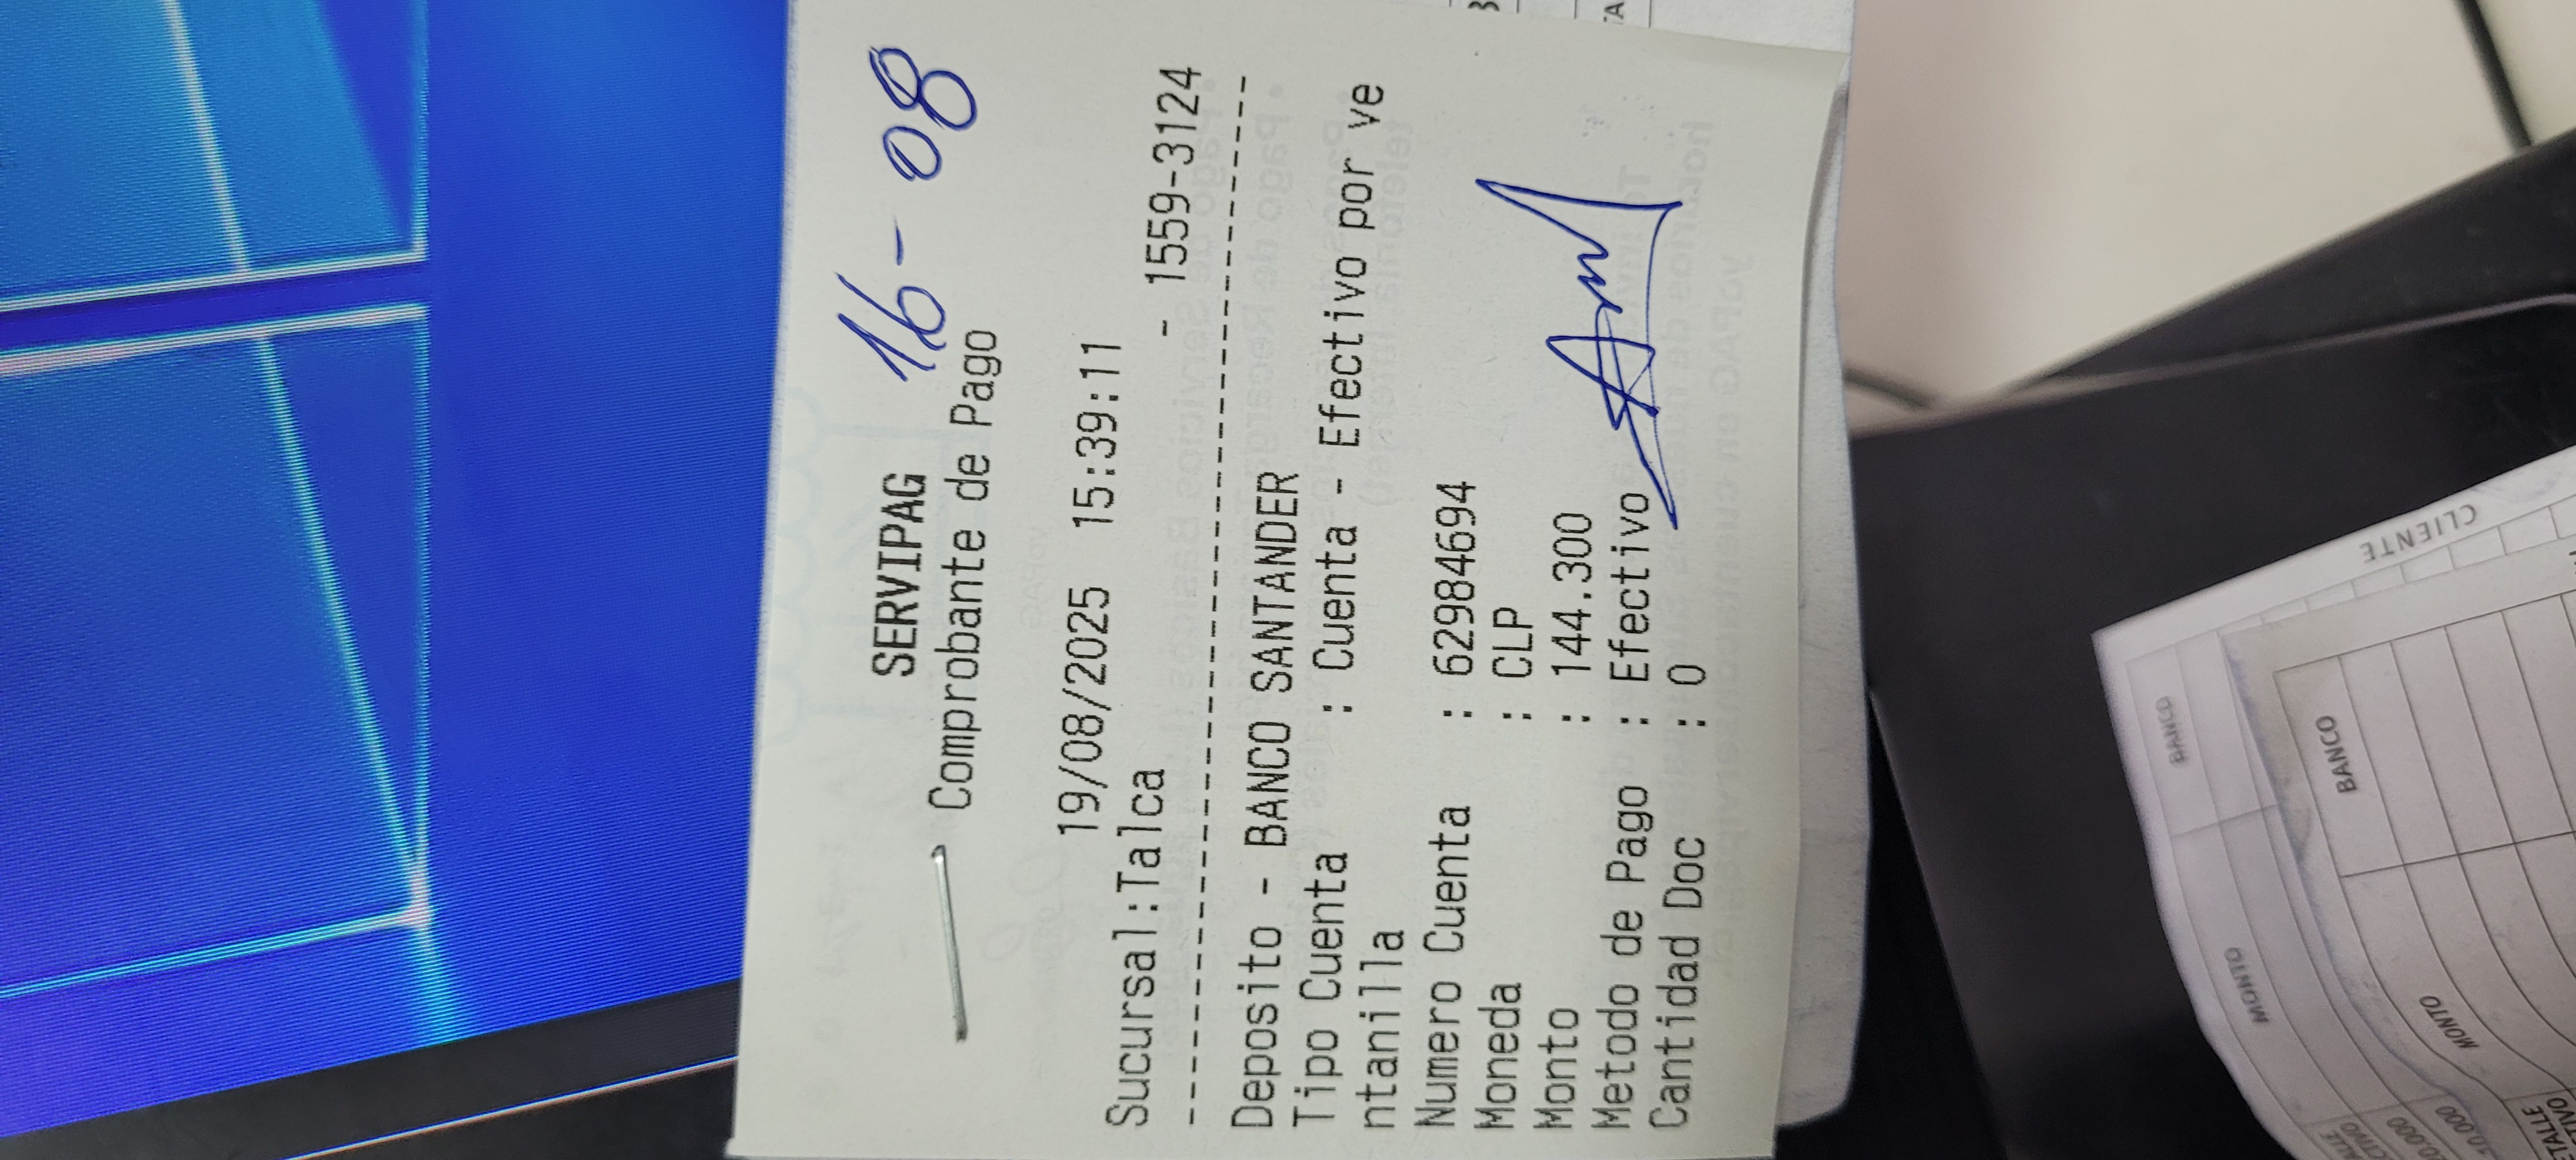 16-08
SERVIPAG
Comprobante de Pago
19/08/2025 15:39:11
Sucursal:Talca - 1559-3124
--------------------------------
Deposito - BANCO SANTANDER
Tipo Cuenta : Cuenta - Efectivo por ve
ntanilla
Numero Cuenta : 62984694
Moneda : CLP
Monto : 144.300
Metodo de Pago : Efectivo
Cantidad Doc : 0
CLIENTE
BANCO
MONTO
BANCO
MONTO